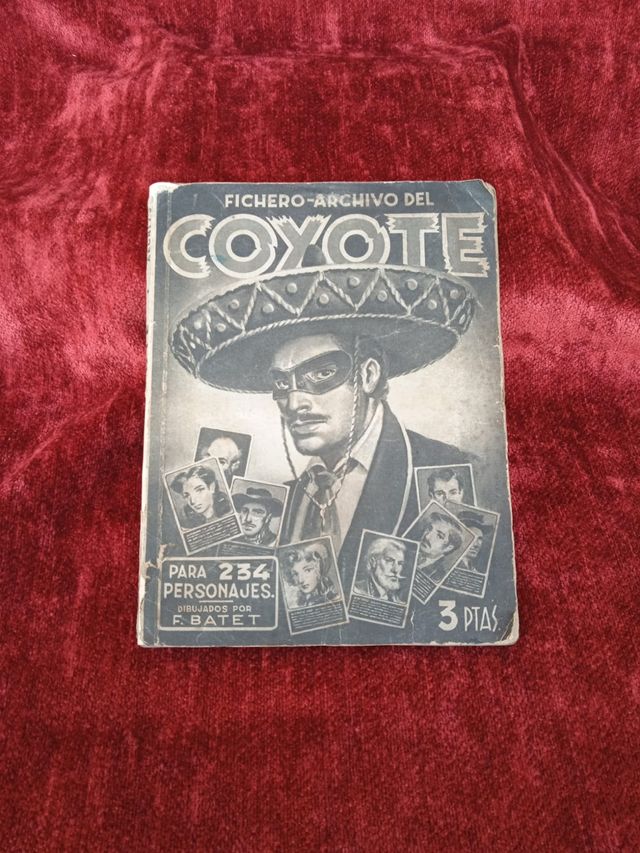 FICHERO-ARCHIVO DEL
COYOTE
PARA 234
PERSONAJES.
DIBUJADOS POR
F. BATET
3 PTAS.